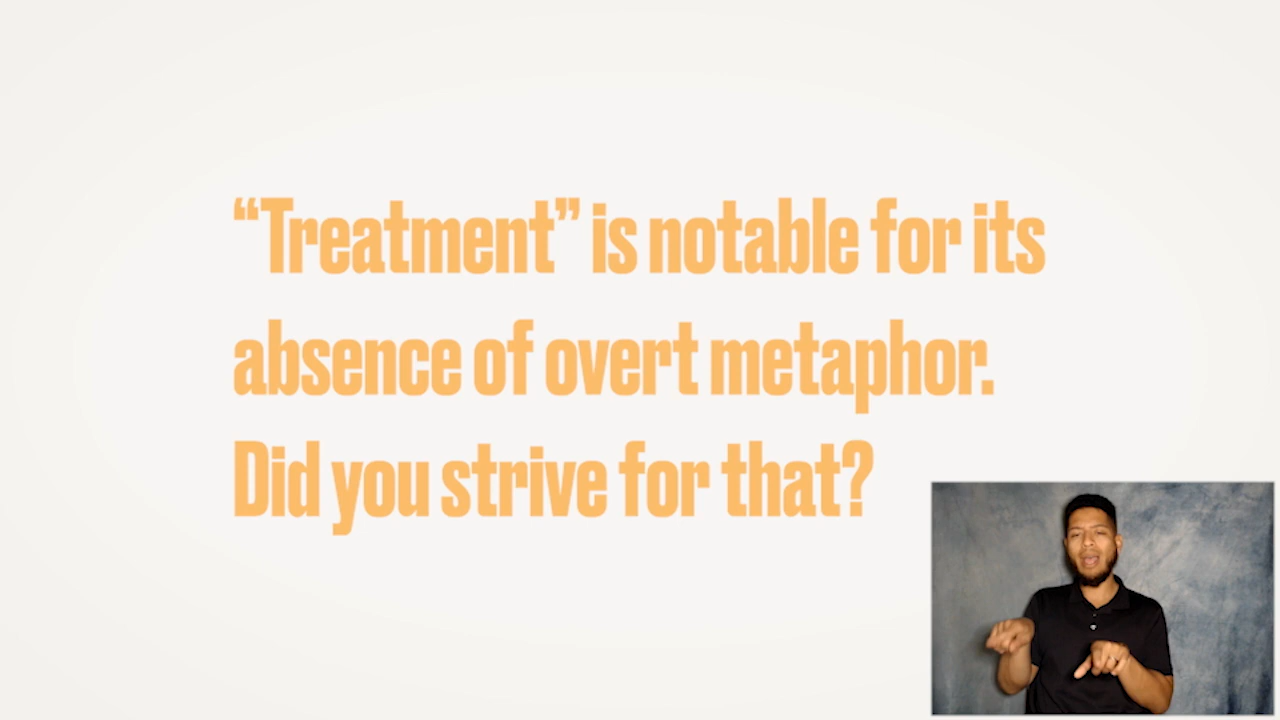 “Treatment” is notable for its
absence of overt metaphor.
Did you strive for that?